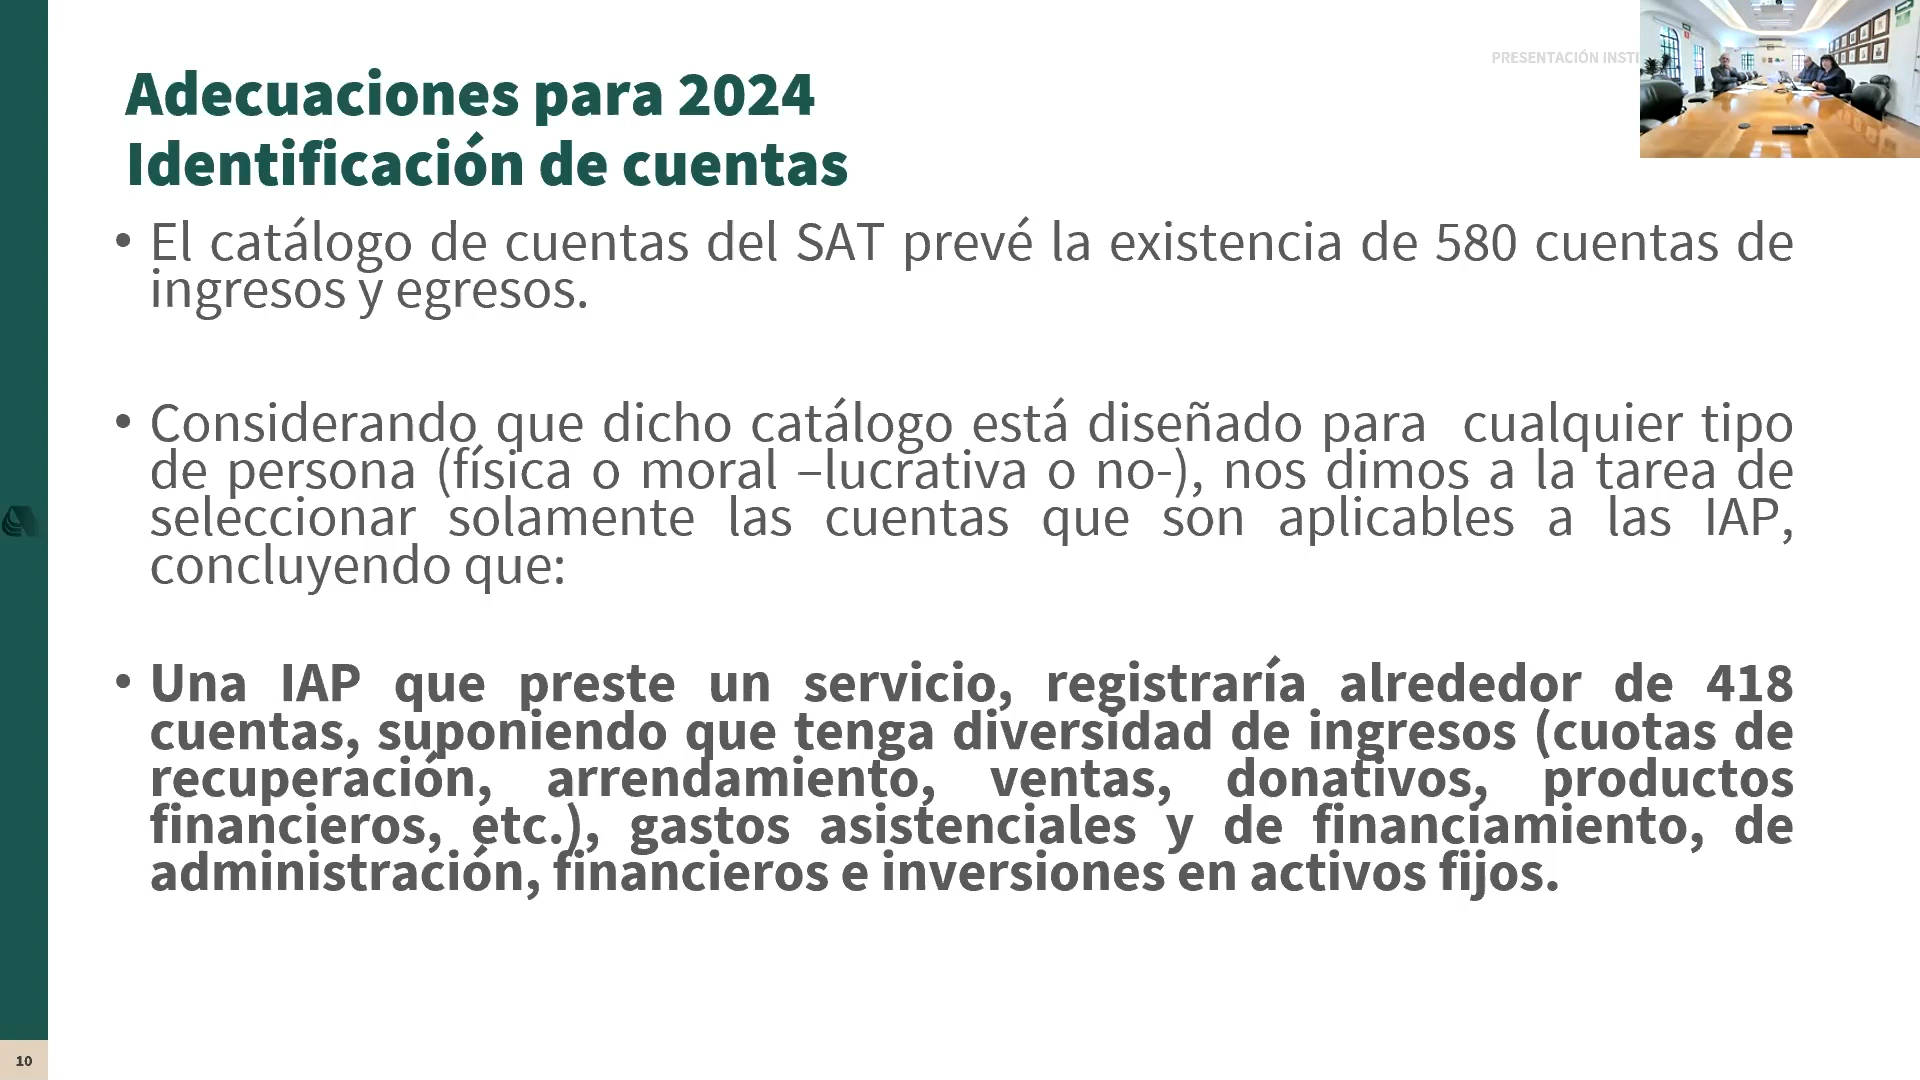 PRESENTACIÓN INSTI
Adecuaciones para 2024
Identificación de cuentas
• El catálogo de cuentas del SAT prevé la existencia de 580 cuentas de
ingresos y egresos.
• Considerando que dicho catálogo está diseñado para cualquier tipo
de persona (física o moral –lucrativa o no-), nos dimos a la tarea de
seleccionar solamente las cuentas que son aplicables a las IAP,
concluyendo que:
• Una IAP que preste un servicio, registraría alrededor de 418
cuentas, suponiendo que tenga diversidad de ingresos (cuotas de
recuperación, arrendamiento, ventas, donativos, productos
financieros, etc.), gastos asistenciales y de financiamiento, de
administración, financieros e inversiones en activos fijos.
10